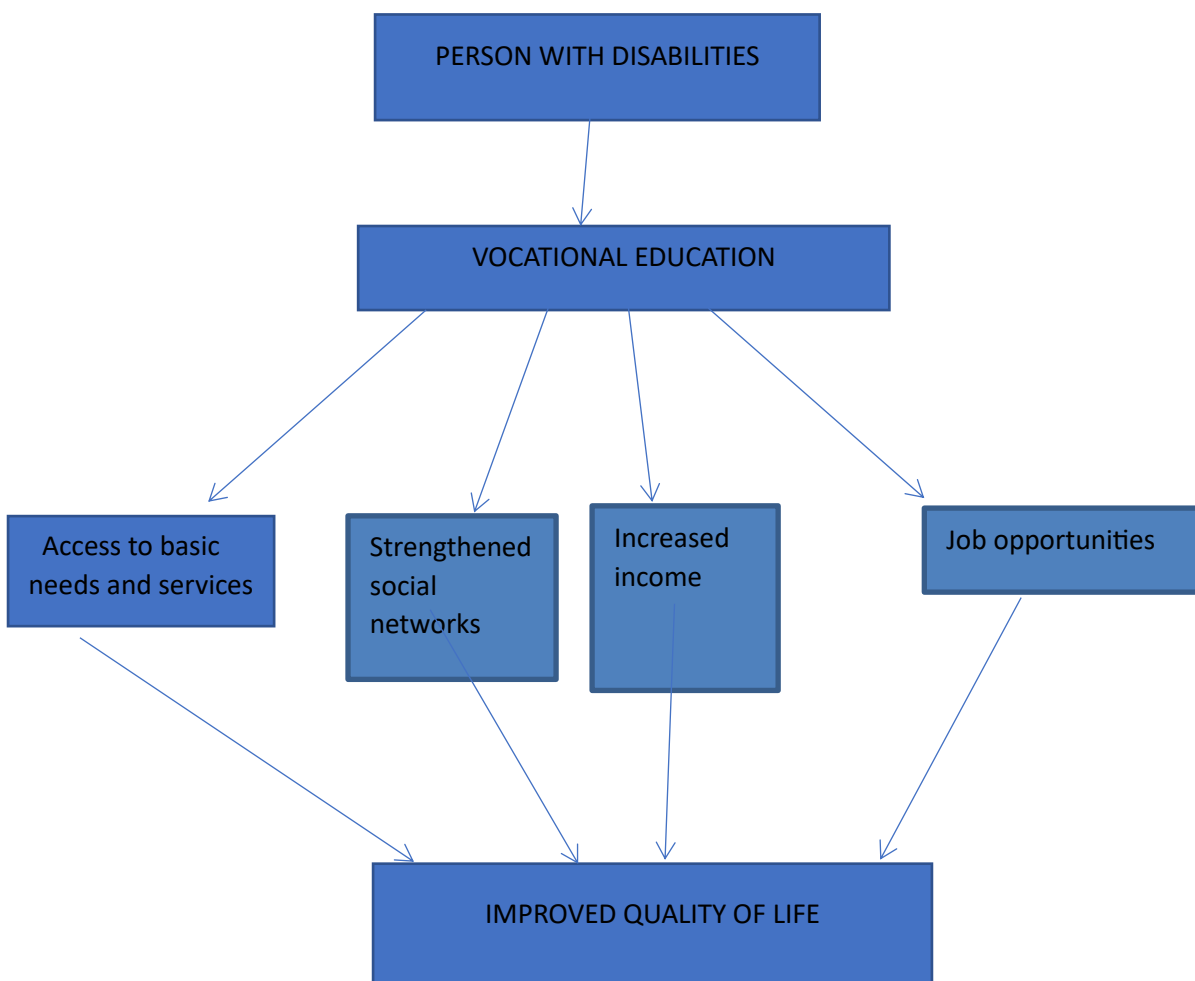 PERSON WITH DISABILITIES
VOCATIONAL EDUCATION
Access to basic
needs and services
Strengthened
social
networks
Increased
income
Job opportunities
IMPROVED QUALITY OF LIFE